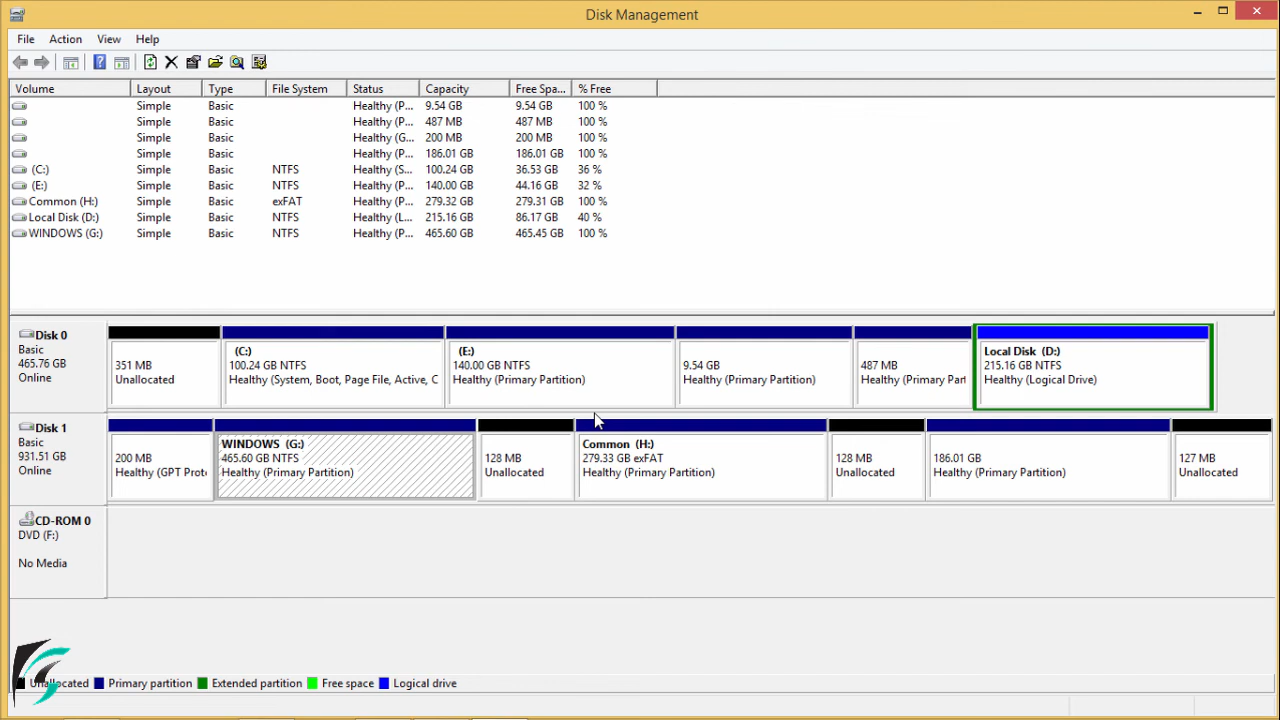 Disk Management
File Action View Help
Volume Layout Type File System Status Capacity Free Spa... % Free
Simple Basic Healthy (P... 9.54 GB 9.54 GB 100 %
Simple Basic Healthy (P... 487 MB 487 MB 100 %
Simple Basic Healthy (G... 200 MB 200 MB 100 %
Simple Basic Healthy (P... 186.01 GB 186.01 GB 100 %
(C:) Simple Basic NTFS Healthy (S... 100.24 GB 36.53 GB 36 %
(E:) Simple Basic NTFS Healthy (P... 140.00 GB 44.16 GB 32 %
Common (H:) Simple Basic exFAT Healthy (P... 279.32 GB 279.31 GB 100 %
Local Disk (D:) Simple Basic NTFS Healthy (L... 215.16 GB 86.17 GB 40 %
WINDOWS (G:) Simple Basic NTFS Healthy (P... 465.60 GB 465.45 GB 100 %
Disk 0
Basic
465.76 GB
Online
351 MB
Unallocated
(C:)
100.24 GB NTFS
Healthy (System, Boot, Page File, Active, C
(E:)
140.00 GB NTFS
Healthy (Primary Partition)
9.54 GB
Healthy (Primary Partition)
487 MB
Healthy (Primary Part
Local Disk (D:)
215.16 GB NTFS
Healthy (Logical Drive)
Disk 1
Basic
931.51 GB
Online
200 MB
Healthy (GPT Prote
WINDOWS (G:)
465.60 GB NTFS
Healthy (Primary Partition)
128 MB
Unallocated
Common (H:)
279.33 GB exFAT
Healthy (Primary Partition)
128 MB
Unallocated
186.01 GB
Healthy (Primary Partition)
127 MB
Unallocated
CD-ROM 0
DVD (F:)
No Media
Unallocated Primary partition Extended partition Free space Logical drive